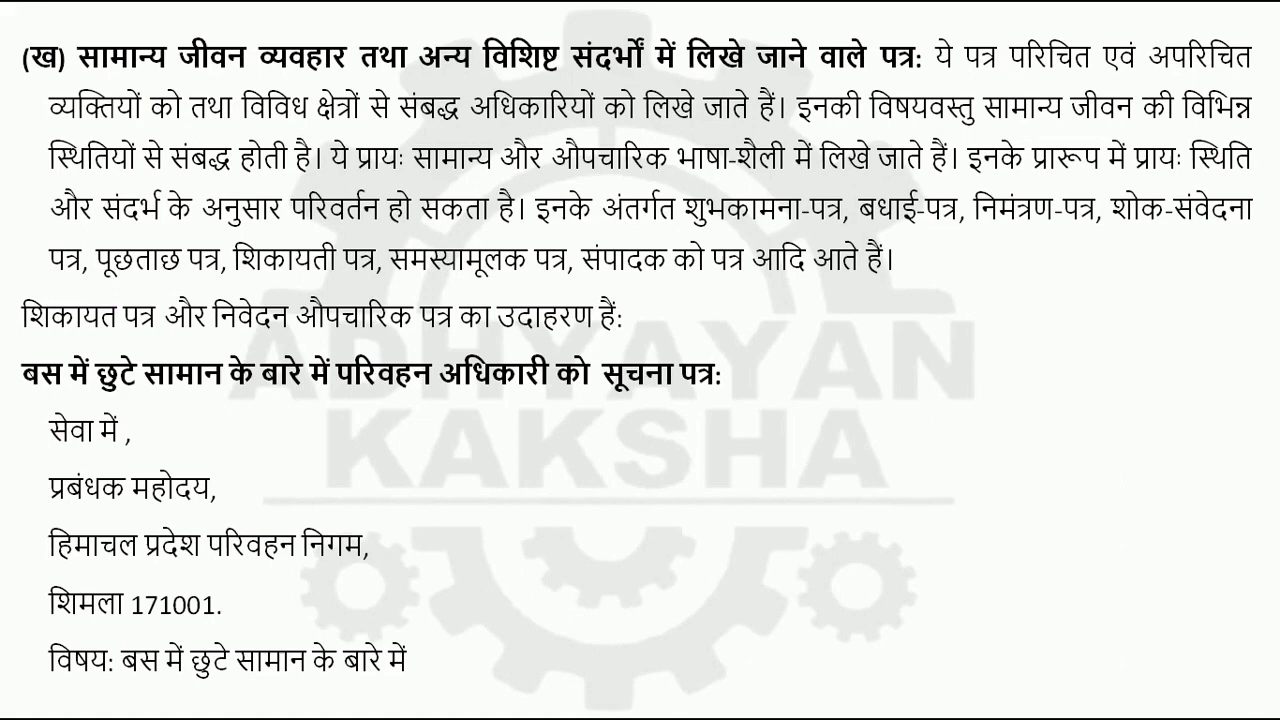 (ख) सामान्य जीवन व्यवहार तथा अन्य विशिष्ट संदर्भों में लिखे जाने वाले पत्र: ये पत्र परिचित एवं अपरिचित
व्यक्तियों को तथा विविध क्षेत्रों से संबद्ध अधिकारियों को लिखे जाते हैं। इनकी विषयवस्तु सामान्य जीवन की विभिन्न
स्थितियों से संबद्ध होती है। ये प्रायः सामान्य और औपचारिक भाषा-शैली में लिखे जाते हैं। इनके प्रारूप में प्रायः स्थिति
और संदर्भ के अनुसार परिवर्तन हो सकता है। इनके अंतर्गत शुभकामना-पत्र, बधाई-पत्र, निमंत्रण-पत्र, शोक-संवेदना
पत्र, पूछताछ पत्र, शिकायती पत्र, समस्यामूलक पत्र, संपादक को पत्र आदि आते हैं।
शिकायत पत्र और निवेदन औपचारिक पत्र का उदाहरण हैं:
बस में छुटे सामान के बारे में परिवहन अधिकारी को सूचना पत्र:
सेवा में ,
प्रबंधक महोदय,
हिमाचल प्रदेश परिवहन निगम,
शिमला 171001.
विषय: बस में छुटे सामान के बारे में
ADHYAYAN
KAKSHA